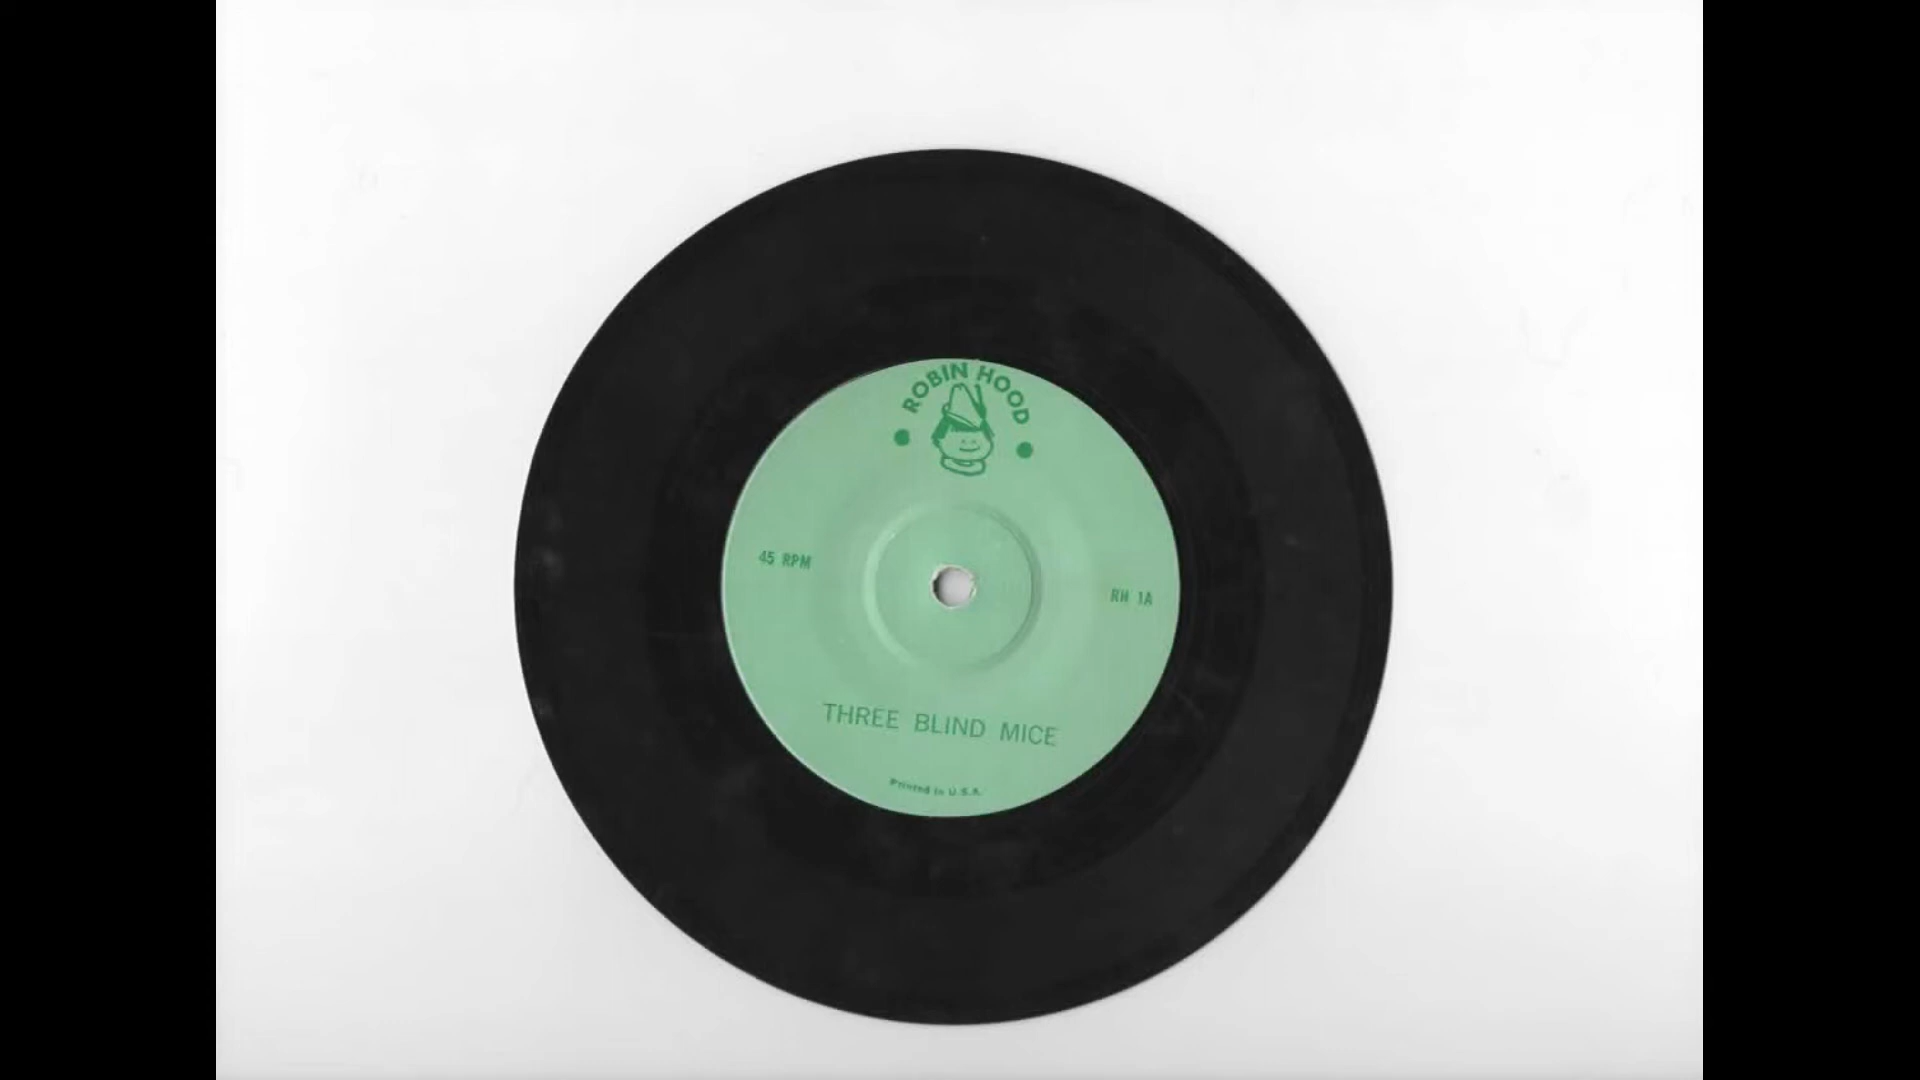 ROBIN HOOD
45 RPM
RH 1A
THREE BLIND MICE
Printed in U.S.A.